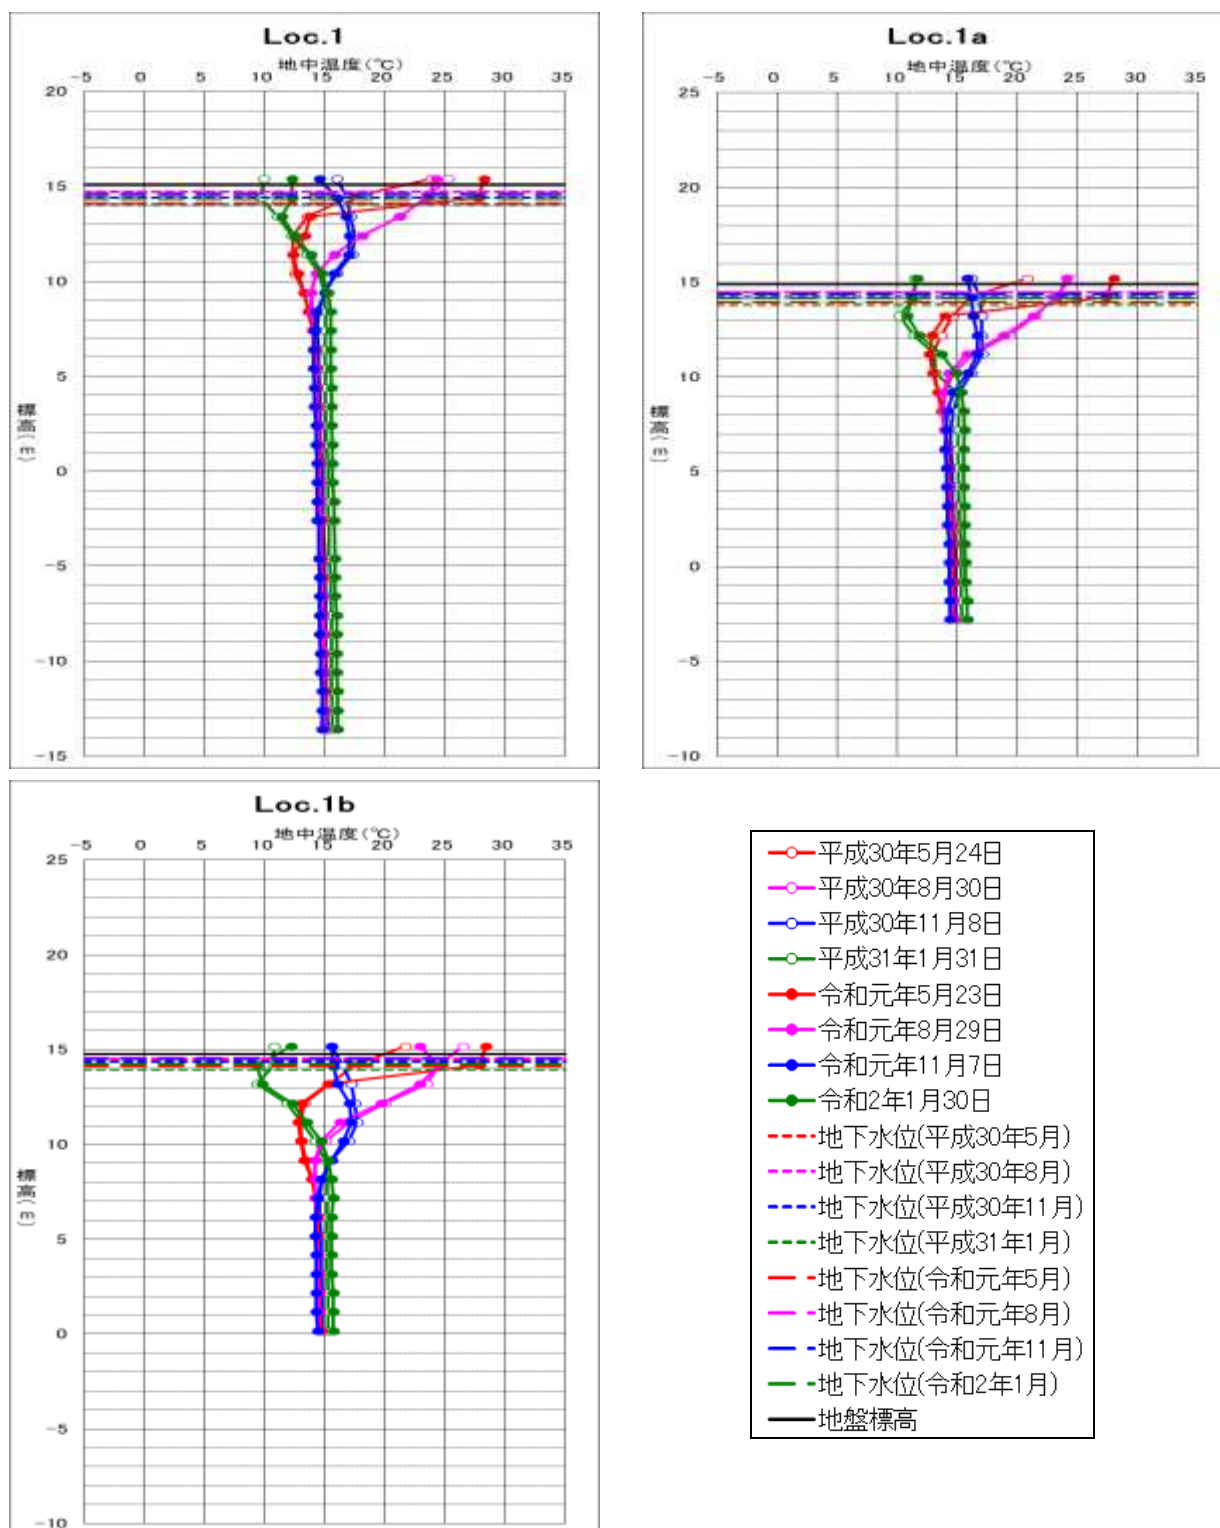 Loc.1
地中温度(℃)
-5 0 5 10 15 20 25 30 35
20
15
10
5
0
-5
-10
-15
標高(m)
Loc.1a
地中温度(℃)
-5 0 5 10 15 20 25 30 35
25
20
15
10
5
0
-5
-10
標高(m)
Loc.1b
地中温度(℃)
-5 0 5 10 15 20 25 30 35
25
20
15
10
5
0
-5
-10
標高(m)
平成30年5月24日
平成30年8月30日
平成30年11月8日
平成31年1月31日
令和元年5月23日
令和元年8月29日
令和元年11月7日
令和2年1月30日
地下水位(平成30年5月)
地下水位(平成30年8月)
地下水位(平成30年11月)
地下水位(平成31年1月)
地下水位(令和元年5月)
地下水位(令和元年8月)
地下水位(令和元年11月)
地下水位(令和2年1月)
地盤標高